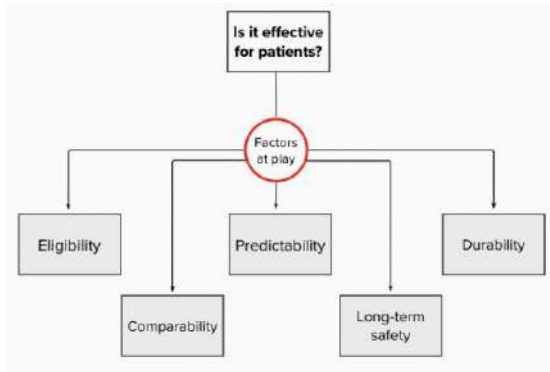 Is it effective
for patients?
Factors
at play
Eligibility
Predictability
Durability
Comparability
Long-term
safety